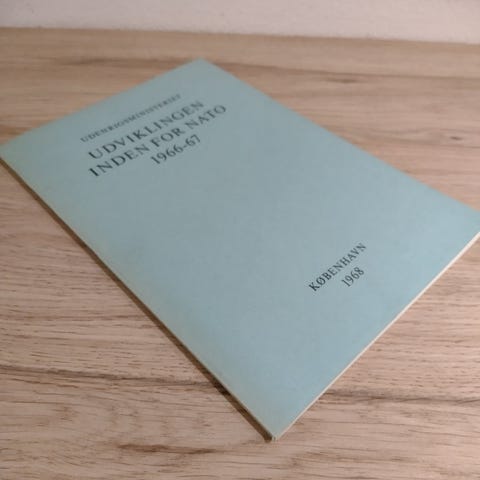 UDENRIGSMINISTERIET
UDVIKLINGEN
INDEN FOR NATO
1966-67
KØBENHAVN
1968